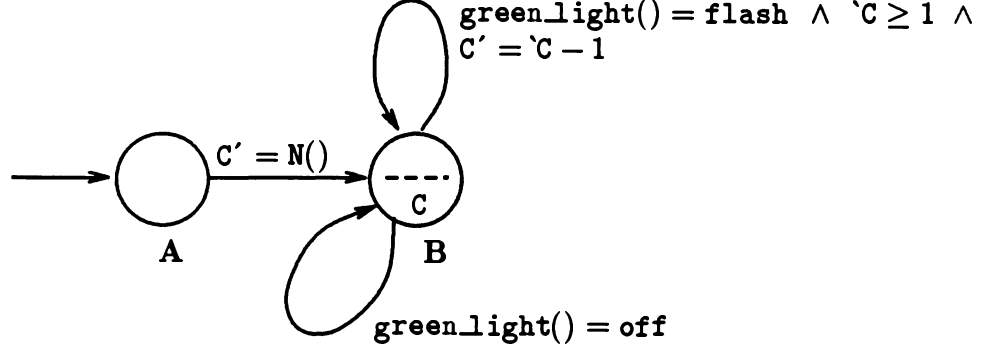 green_light() = flash ∧ `C ≥ 1 ∧
C´ = `C − 1
C´ = N()
C
A
B
green_light() = off